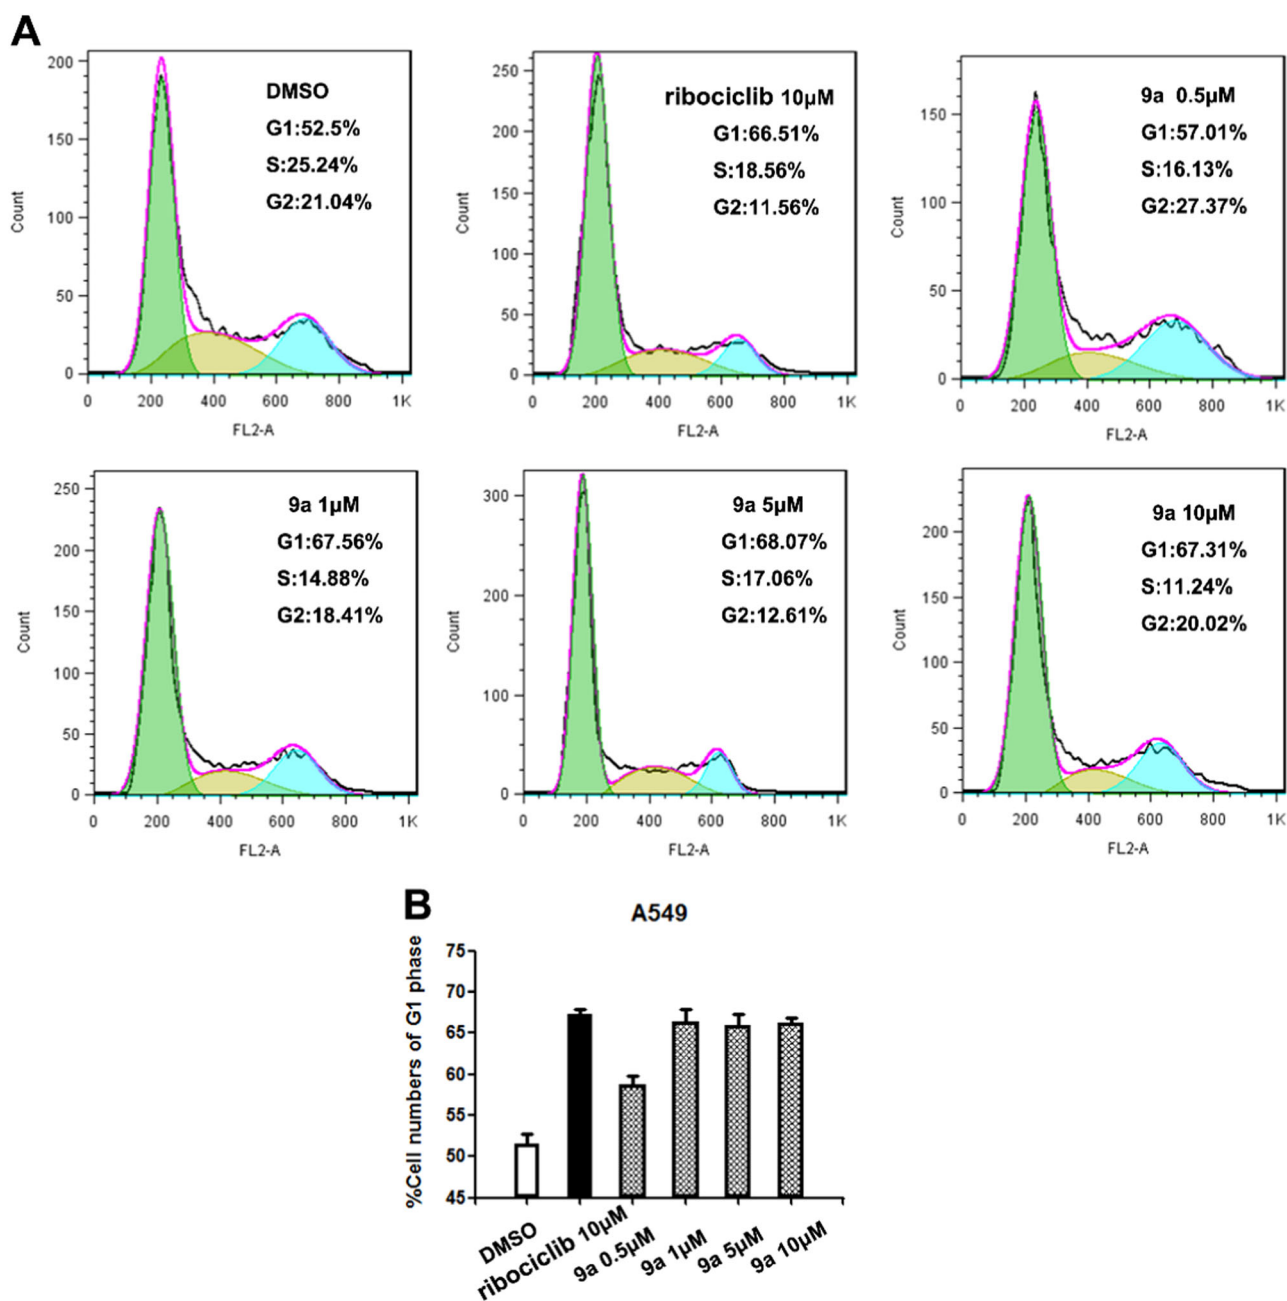 A
DMSO
G1:52.5%
S:25.24%
G2:21.04%
Count
200
150
100
50
0
0 200 400 600 800 1K
FL2-A
ribociclib 10μM
G1:66.51%
S:18.56%
G2:11.56%
Count
250
200
150
100
50
0
0 200 400 600 800 1K
FL2-A
9a 0.5μM
G1:57.01%
S:16.13%
G2:27.37%
Count
150
100
50
0
0 200 400 600 800 1K
FL2-A
9a 1μM
G1:67.56%
S:14.88%
G2:18.41%
Count
250
200
150
100
50
0
0 200 400 600 800 1K
FL2-A
9a 5μM
G1:68.07%
S:17.06%
G2:12.61%
Count
300
200
100
0
0 200 400 600 800 1K
FL2-A
9a 10μM
G1:67.31%
S:11.24%
G2:20.02%
Count
200
150
100
50
0
0 200 400 600 800 1K
FL2-A
B
A549
%Cell numbers of G1 phase
75
70
65
60
55
50
45
DMSO
ribociclib 10μM
9a 0.5μM
9a 1μM
9a 5μM
9a 10μM